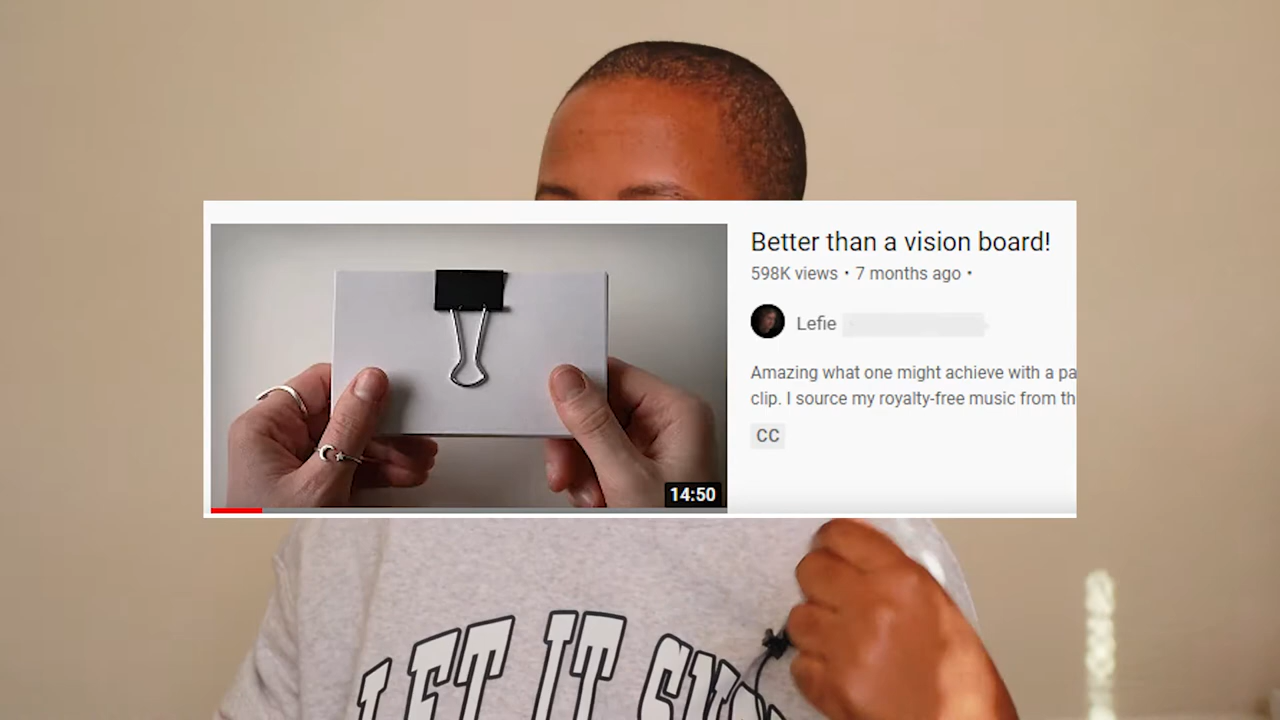 Better than a vision board!
598K views • 7 months ago •
Lefie
Amazing what one might achieve with a pa
clip. I source my royalty-free music from th
CC
14:50
LET IT SNO